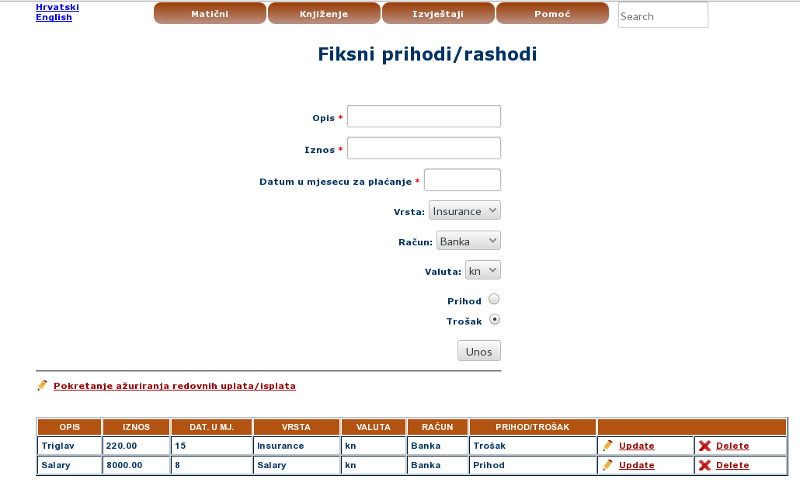 Hrvatski
English
Matični Knjiženje Izvještaji Pomoć Search
Fiksni prihodi/rashodi
Opis *
Iznos *
Datum u mjesecu za plaćanje *
Vrsta: Insurance
Račun: Banka
Valuta: kn
Prihod
Trošak
Unos
Pokretanje ažuriranja redovnih uplata/isplata
OPIS IZNOS DAT. U MJ. VRSTA VALUTA RAČUN PRIHOD/TROŠAK
Triglav 220.00 15 Insurance kn Banka Trošak Update Delete
Salary 8000.00 8 Salary kn Banka Prihod Update Delete